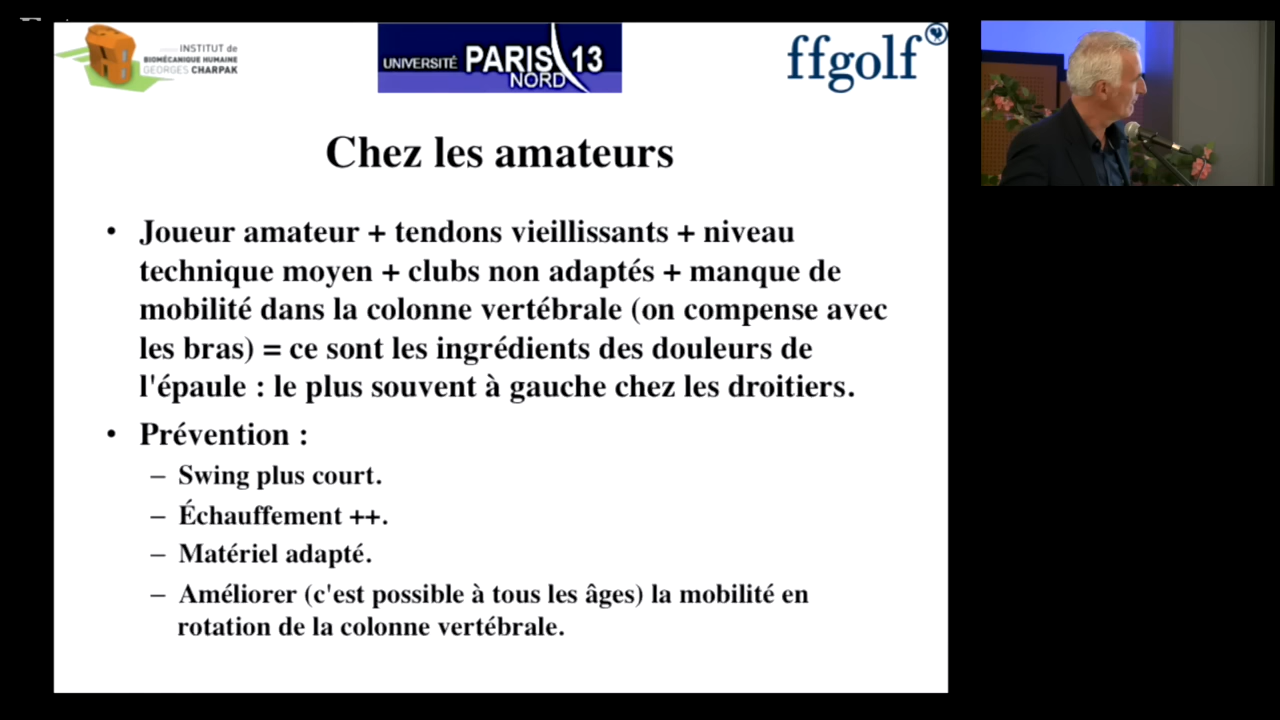 INSTITUT de
BIOMÉCANIQUE HUMAINE
GEORGES CHARPAK
UNIVERSITÉ PARIS 13
NORD
ffgolf
Chez les amateurs
• Joueur amateur + tendons vieillissants + niveau
technique moyen + clubs non adaptés + manque de
mobilité dans la colonne vertébrale (on compense avec
les bras) = ce sont les ingrédients des douleurs de
l'épaule : le plus souvent à gauche chez les droitiers.
• Prévention :
– Swing plus court.
– Échauffement ++.
– Matériel adapté.
– Améliorer (c'est possible à tous les âges) la mobilité en
rotation de la colonne vertébrale.